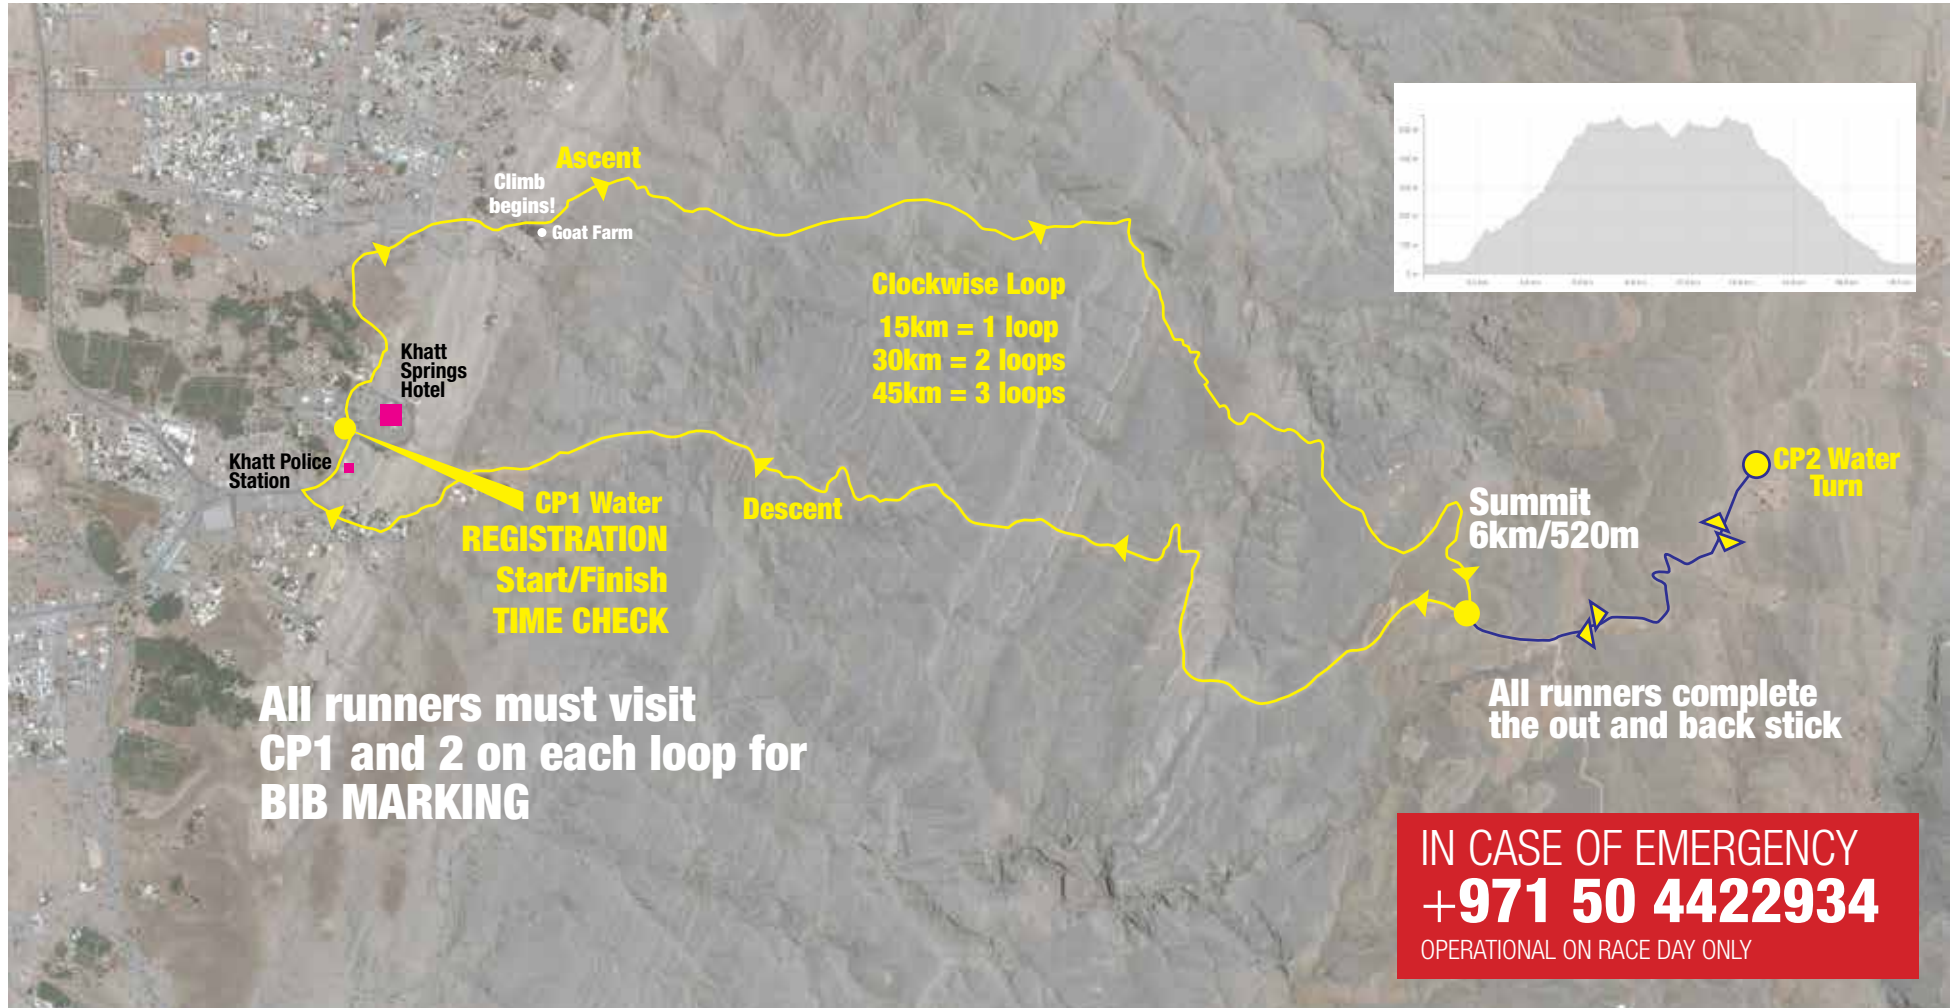 Ascent
Climb
begins!
Goat Farm
Clockwise Loop
15km = 1 loop
30km = 2 loops
45km = 3 loops
Khatt
Springs
Hotel
Khatt Police
Station
CP1 Water
REGISTRATION
Start/Finish
TIME CHECK
Descent
Summit
6km/520m
CP2 Water
Turn
All runners complete
the out and back stick
All runners must visit
CP1 and 2 on each loop for
BIB MARKING
IN CASE OF EMERGENCY
+971 50 4422934
OPERATIONAL ON RACE DAY ONLY